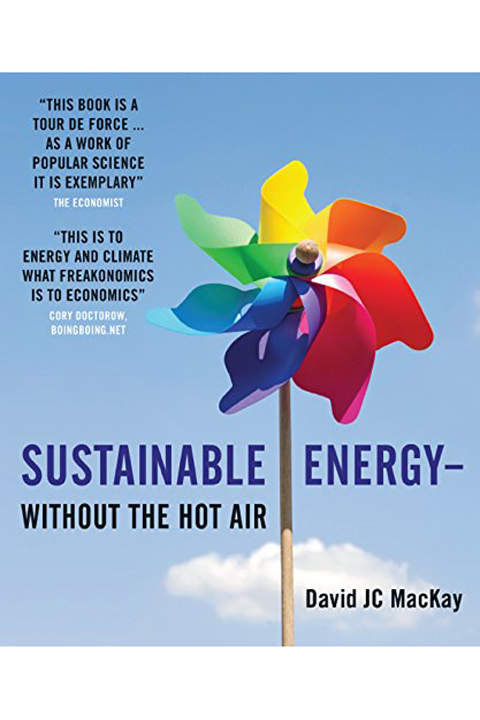 “THIS BOOK IS A
TOUR DE FORCE ...
AS A WORK OF
POPULAR SCIENCE
IT IS EXEMPLARY”
THE ECONOMIST
“THIS IS TO
ENERGY AND CLIMATE
WHAT FREAKONOMICS
IS TO ECONOMICS”
CORY DOCTOROW,
BOINGBOING.NET
SUSTAINABLE ENERGY–
WITHOUT THE HOT AIR
David JC MacKay